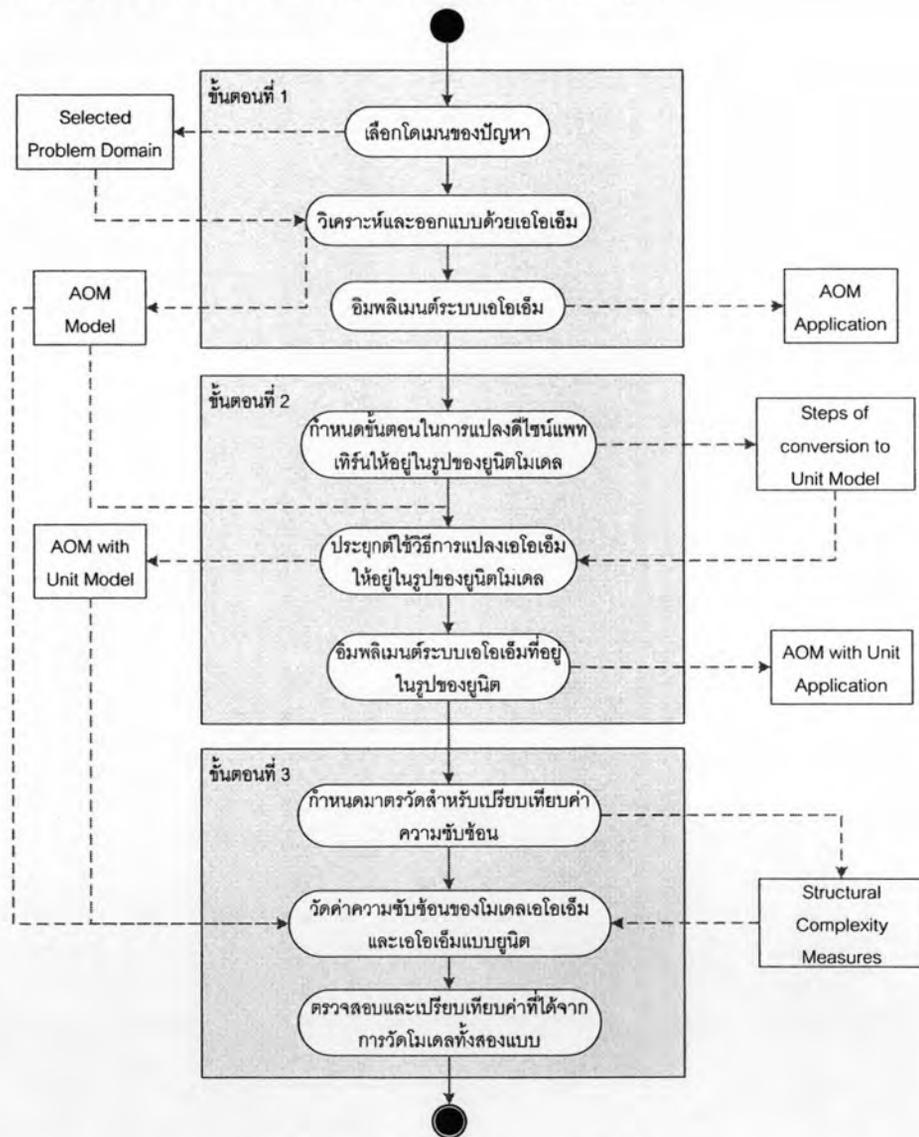 ขั้นตอนที่ 1
Selected
Problem Domain
เลือกโดเมนของปัญหา
วิเคราะห์และออกแบบด้วยเอโอเอ็ม
AOM
Model
อิมพลิเมนต์ระบบเอโอเอ็ม
AOM
Application
ขั้นตอนที่ 2
กำหนดขั้นตอนในการแปลงดีไซน์แพท
เทิร์นให้อยู่ในรูปของยูนิตโมเดล
Steps of
conversion to
Unit Model
AOM with
Unit Model
ประยุกต์ใช้วิธีการแปลงเอโอเอ็ม
ให้อยู่ในรูปของยูนิตโมเดล
อิมพลิเมนต์ระบบเอโอเอ็มที่อยู่
ในรูปของยูนิต
AOM with Unit
Application
ขั้นตอนที่ 3
กำหนดมาตรวัดสำหรับเปรียบเทียบค่า
ความซับซ้อน
วัดค่าความซับซ้อนของโมเดลเอโอเอ็ม
และเอโอเอ็มแบบยูนิต
Structural
Complexity
Measures
ตรวจสอบและเปรียบเทียบค่าที่ได้จาก
การวัดโมเดลทั้งสองแบบ